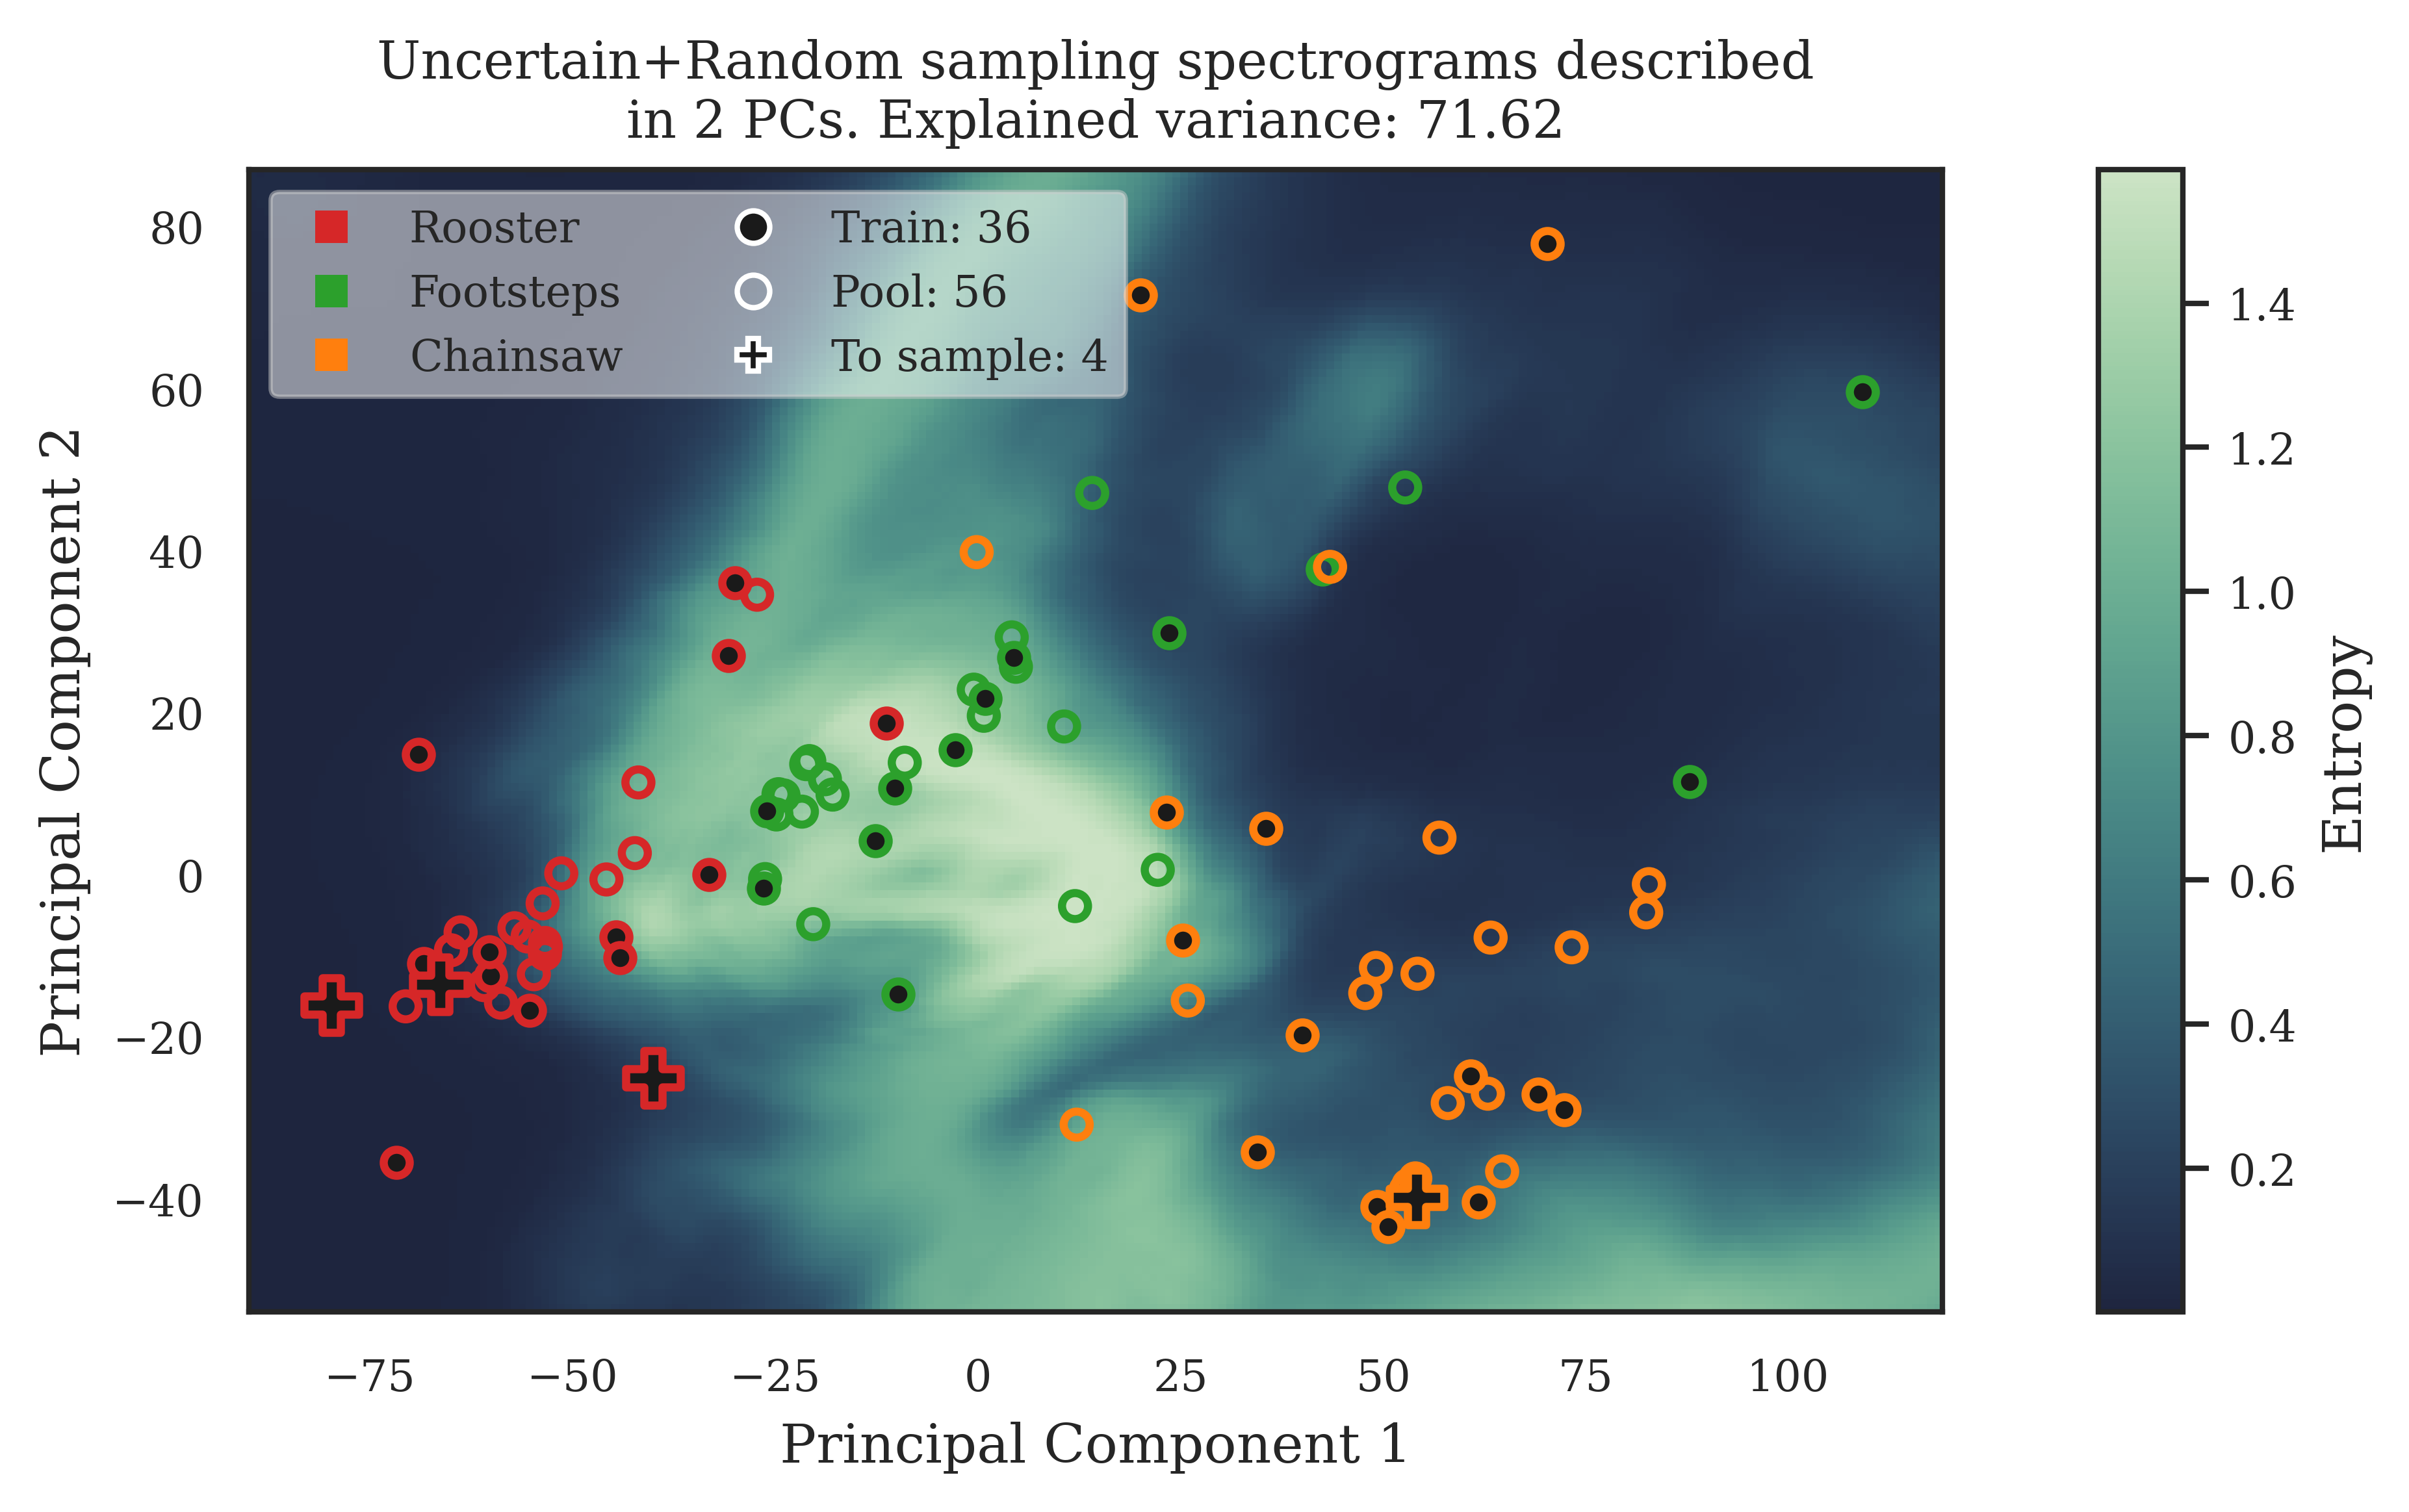 Uncertain+Random sampling spectrograms described
in 2 PCs. Explained variance: 71.62
Rooster
Footsteps
Chainsaw
Train: 36
Pool: 56
To sample: 4
Principal Component 2
80
60
40
20
0
−20
−40
−75
−50
−25
0
25
50
75
100
Principal Component 1
1.4
1.2
1.0
0.8
0.6
0.4
0.2
Entropy